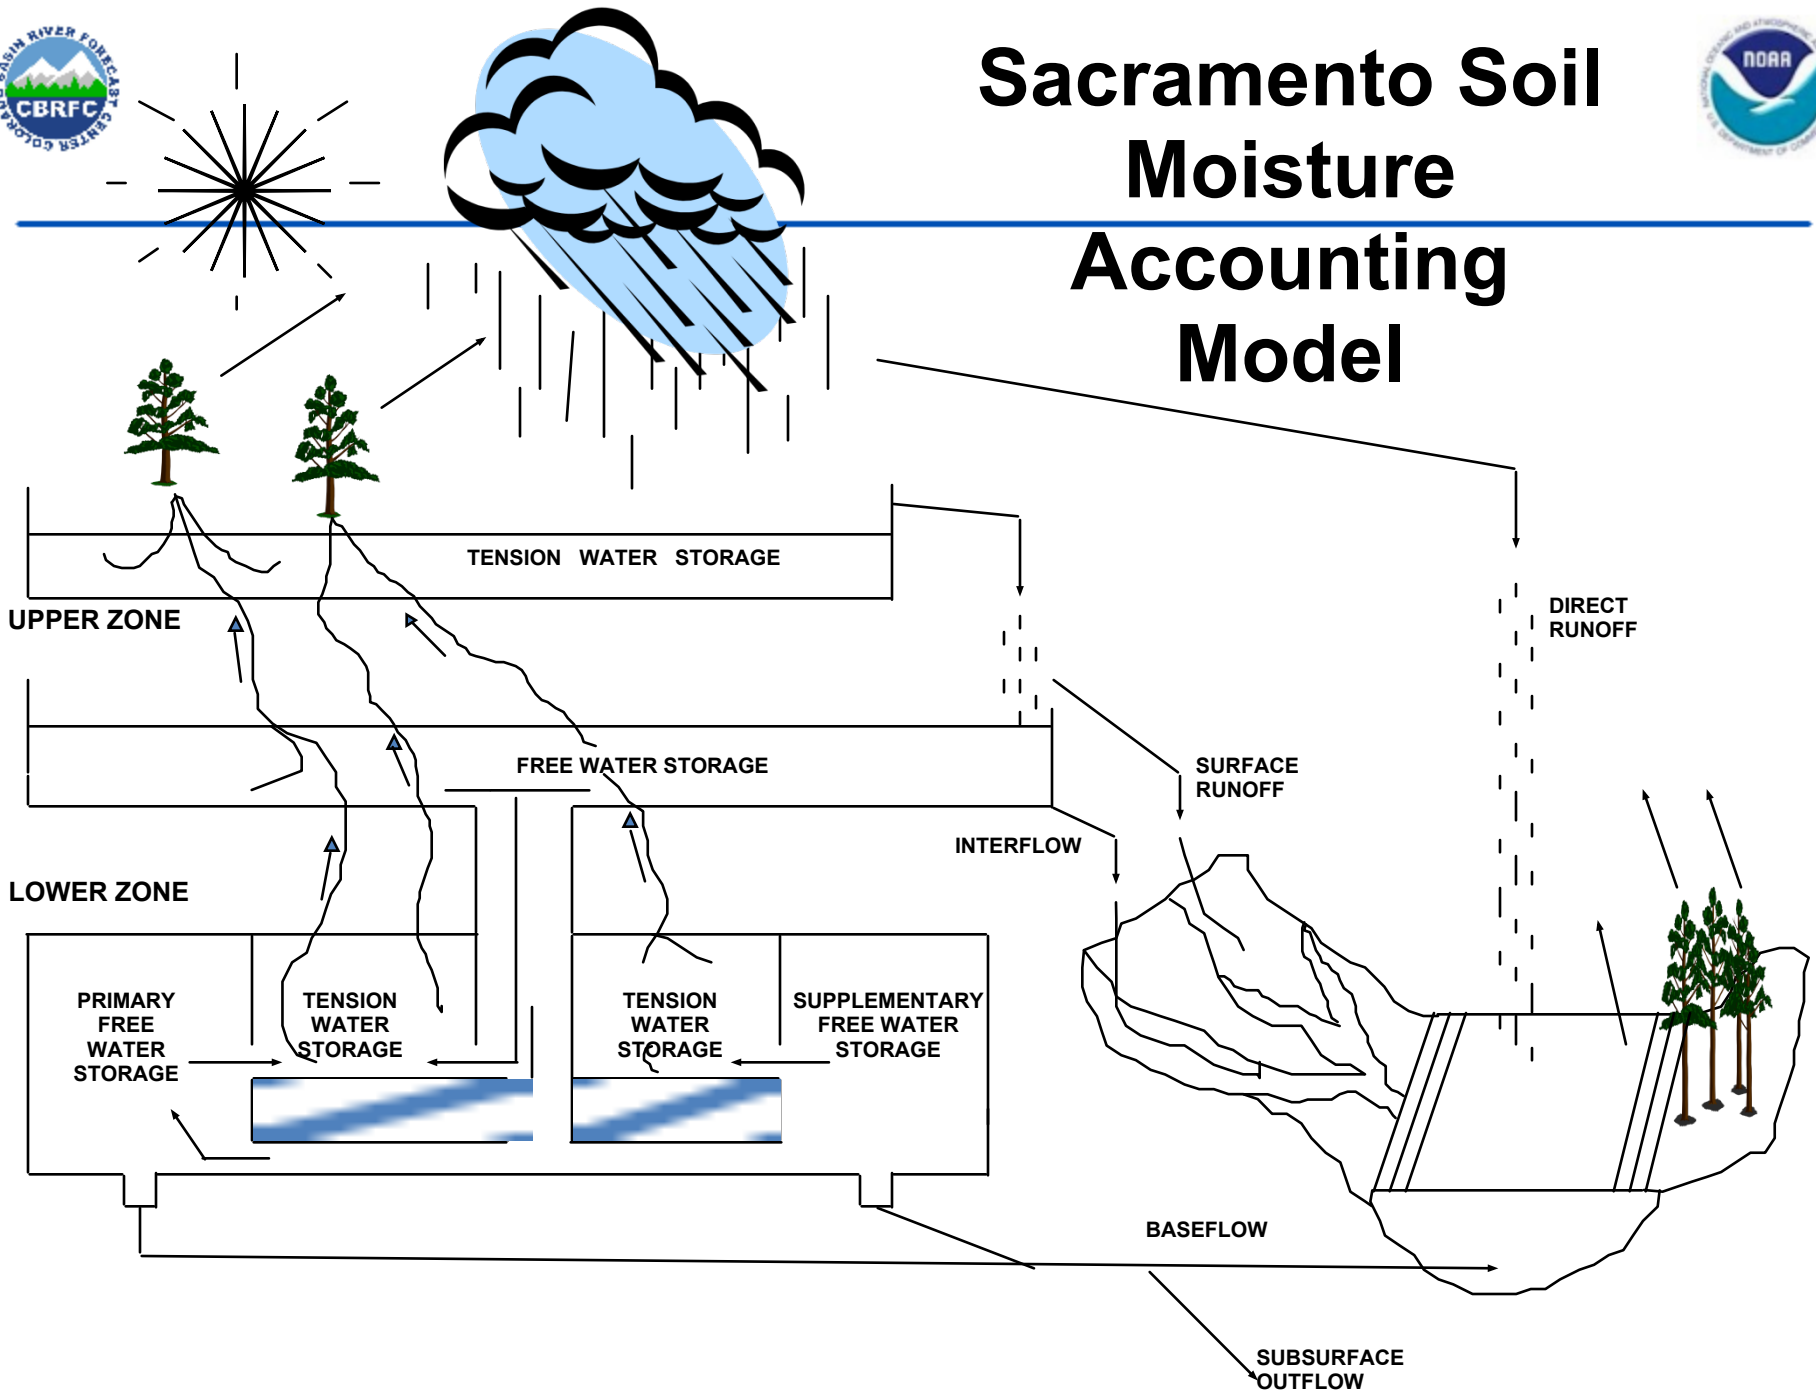 Sacramento Soil
Moisture
Accounting
Model
CBRFC
NOAA
TENSION WATER STORAGE
UPPER ZONE
DIRECT
RUNOFF
FREE WATER STORAGE
SURFACE
RUNOFF
INTERFLOW
LOWER ZONE
PRIMARY
FREE
WATER
STORAGE
TENSION
WATER
STORAGE
TENSION
WATER
STORAGE
SUPPLEMENTARY
FREE WATER
STORAGE
BASEFLOW
SUBSURFACE
OUTFLOW